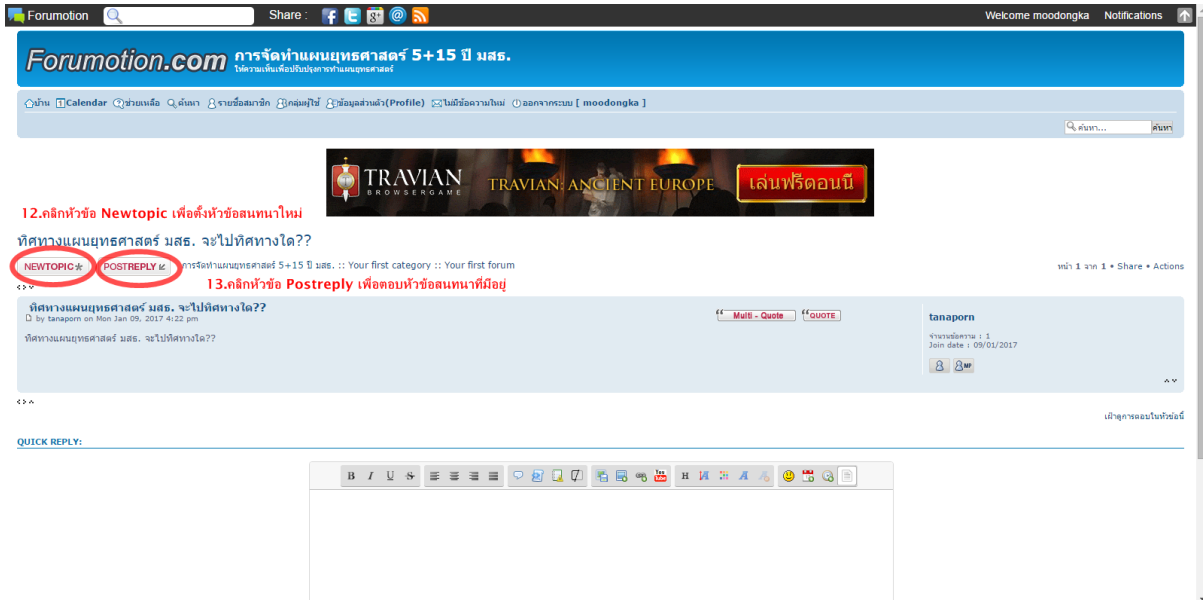 Forumotion
Share :
Welcome moondongka Notifications
Forumotion.com
การจัดทำแผนยุทธศาสตร์ 5+15 ปี มสธ.
ให้ความเห็นเพื่อปรับปรุงการทำแผนยุทธศาสตร์
บ้าน Calendar ช่วยเหลือ ค้นหา รายชื่อสมาชิก กลุ่มผู้ใช้ ข้อมูลส่วนตัว(Profile) ไม่มีข้อความใหม่ ออกจากระบบ [ moodongka ]
ค้นหา... ค้นหา
TRAVIAN
BROWSERGAME
TRAVIAN: ANCIENT EUROPE
เล่นฟรีตอนนี้
12.คลิกหัวข้อ Newtopic เพื่อตั้งหัวข้อสนทนาใหม่
ทิศทางแผนยุทธศาสตร์ มสธ. จะไปทิศทางใด??
NEWTOPIC POSTREPLY การจัดทำแผนยุทธศาสตร์ 5+15 ปี มสธ. :: Your first category :: Your first forum
หน้า 1 จาก 1 • Share • Actions
13.คลิกหัวข้อ Postreply เพื่อตอบหัวข้อสนทนาที่มีอยู่
ทิศทางแผนยุทธศาสตร์ มสธ. จะไปทิศทางใด??
by tanaporn on Mon Jan 09, 2017 4:22 pm
Multi - Quote QUOTE
ทิศทางแผนยุทธศาสตร์ มสธ. จะไปทิศทางใด??
tanaporn
จำนวนข้อความ : 1
Join date : 09/01/2017
MP
เฝ้าดูการตอบในหัวข้อนี้
QUICK REPLY:
B I U S
You Tube
H A A A